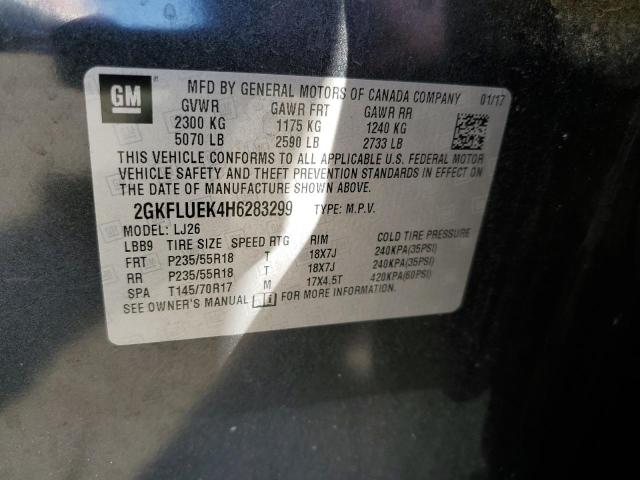 GM
MFD BY GENERAL MOTORS OF CANADA COMPANY 01/17
GVWR GAWR FRT GAWR RR
2300 KG 1175 KG 1240 KG
5070 LB 2590 LB 2733 LB
THIS VEHICLE CONFORMS TO ALL APPLICABLE U.S. FEDERAL MOTOR
VEHICLE SAFETY AND THEFT PREVENTION STANDARDS IN EFFECT ON
THE DATE OF MANUFACTURE SHOWN ABOVE.
2GKFLUEK4H6283299 TYPE: M.P.V.
MODEL: LJ26
LBB9 TIRE SIZE SPEED RTG RIM COLD TIRE PRESSURE
FRT P235/55R18 T 18X7J 240KPA(35PSI)
RR P235/55R18 T 18X7J 240KPA(35PSI)
SPA T145/70R17 M 17X4.5T 420KPA(60PSI)
SEE OWNER'S MANUAL i FOR MORE INFORMATION.